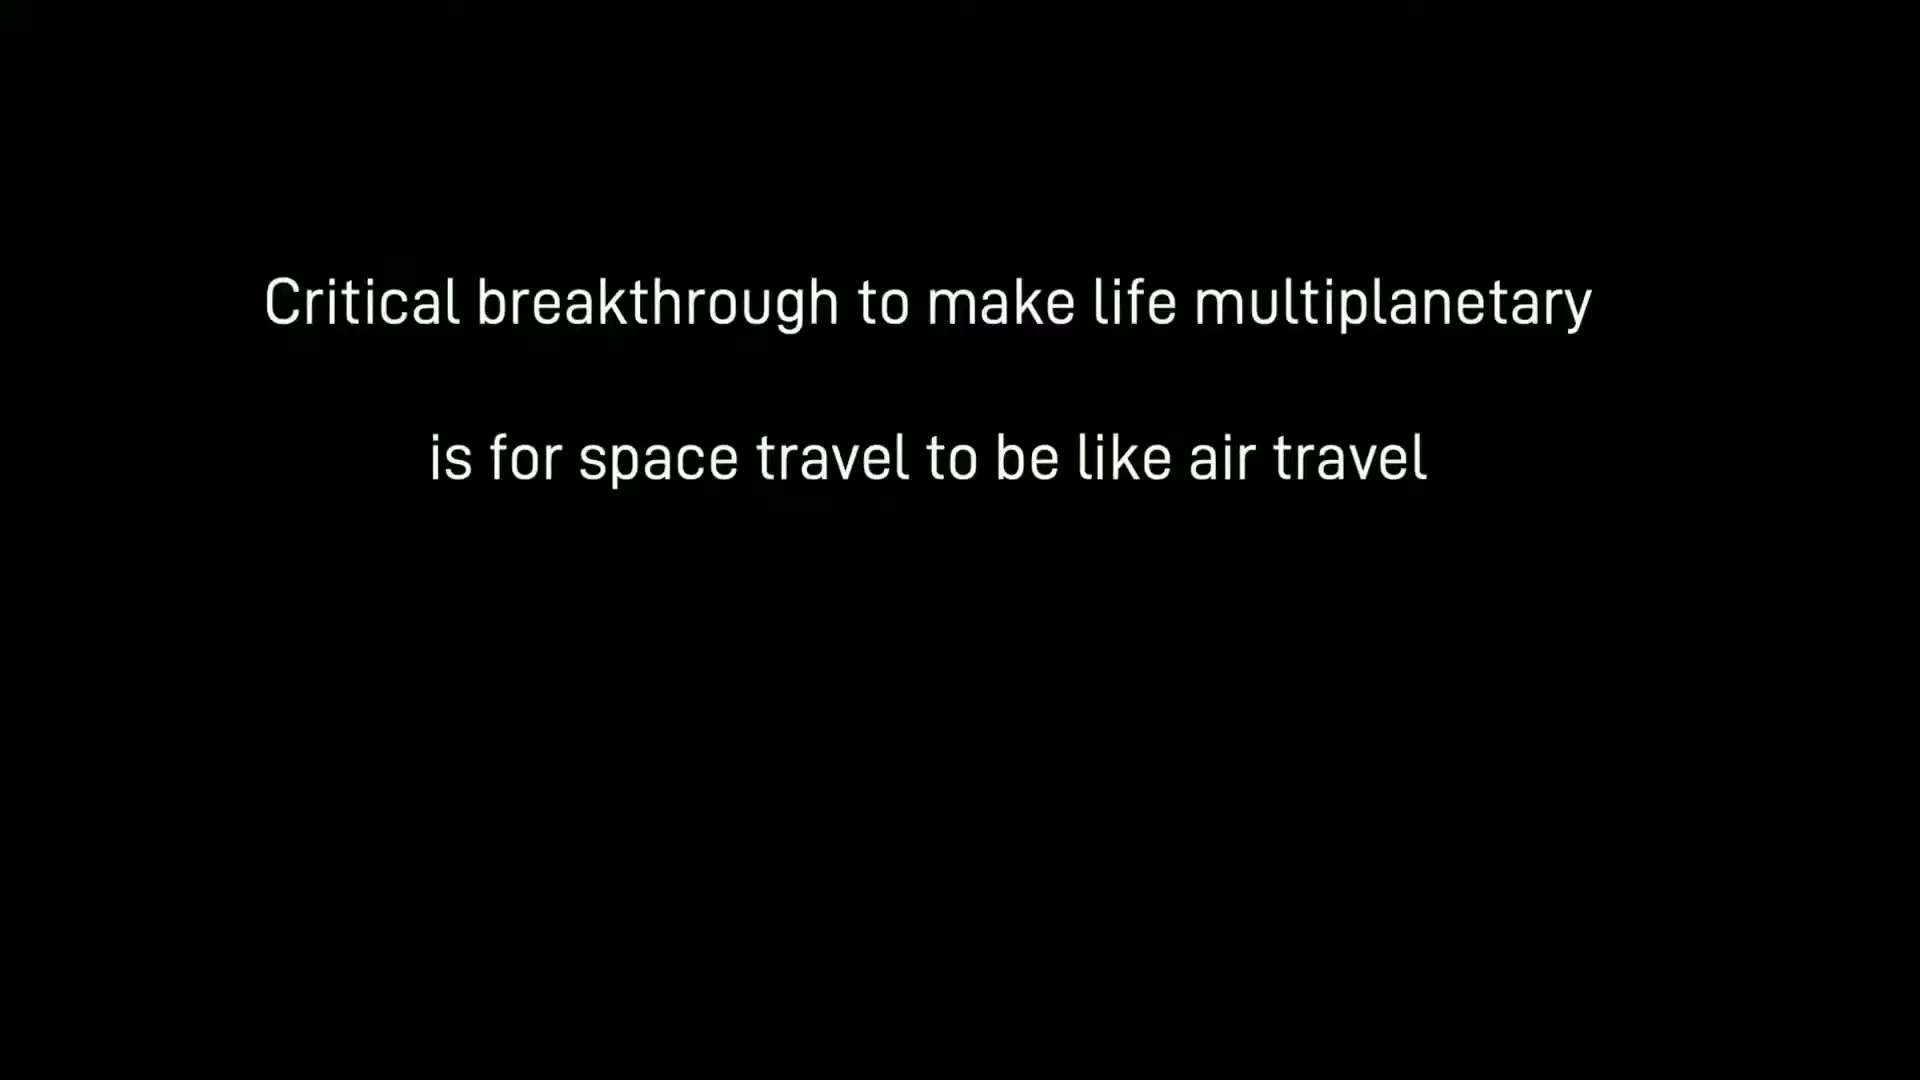 Critical breakthrough to make life multiplanetary
is for space travel to be like air travel